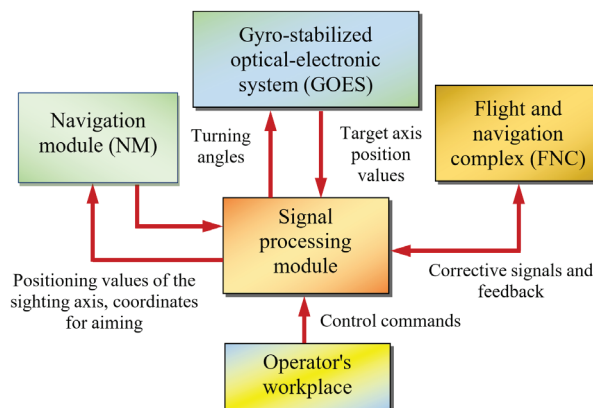 Gyro-stabilized
optical-electronic
system (GOES)
Navigation
module (NM)
Turning
angles
Target axis
position
values
Flight and
navigation
complex (FNC)
Signal
processing
module
Positioning values of the
sighting axis, coordinates
for aiming
Corrective signals and
feedback
Control commands
Operator's
workplace